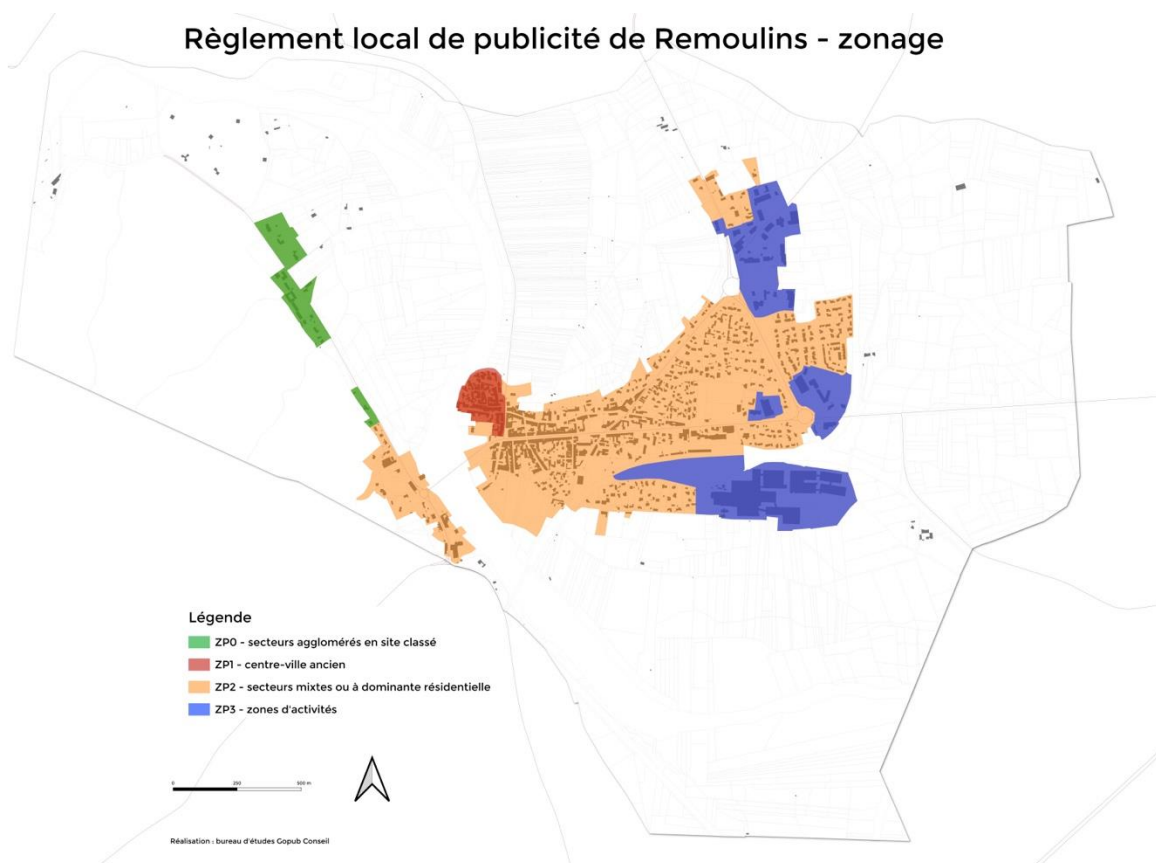 Règlement local de publicité de Remoulins - zonage
Légende
ZP0 - secteurs agglomérés en site classé
ZP1 - centre-ville ancien
ZP2 - secteurs mixtes ou à dominante résidentielle
ZP3 - zones d'activités
0 250 500 m
Réalisation : bureau d'études Gopub Conseil